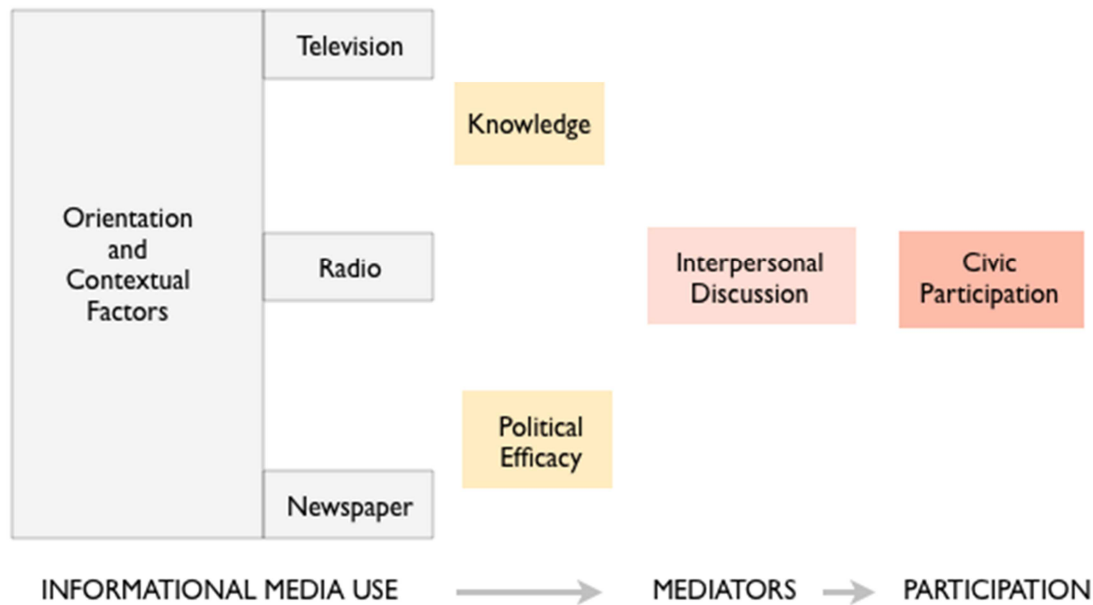 Television
Knowledge
Orientation
and
Contextual
Factors
Radio
Interpersonal
Discussion
Civic
Participation
Political
Efficacy
Newspaper
INFORMATIONAL MEDIA USE
MEDIATORS
PARTICIPATION